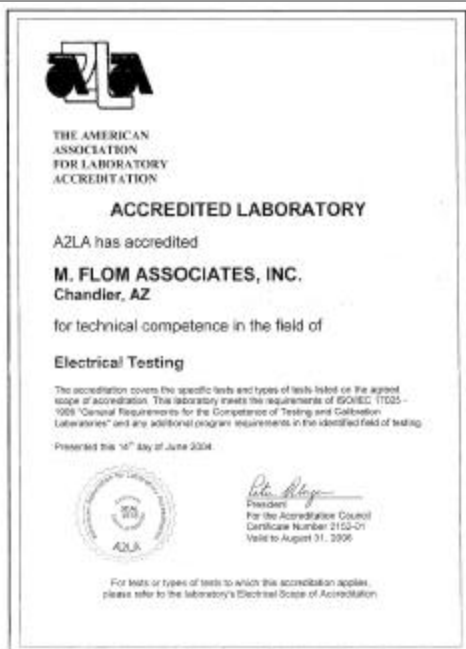 A2LA
THE AMERICAN
ASSOCIATION
FOR LABORATORY
ACCREDITATION
ACCREDITED LABORATORY
A2LA has accredited
M. FLOM ASSOCIATES, INC.
Chandler, AZ
for technical competence in the field of
Electrical Testing
The accreditation covers the specific tests and types of tests listed on the agreed
scope of accreditation. This laboratory meets the requirements of ISO/IEC 17025 -
1999 "General Requirements for the Competence of Testing and Calibration
Laboratories" and any additional program requirements in the identified field of testing.
Presented this 14th day of June 2004.
President
For the Accreditation Council
Certificate Number 2152-01
Valid to August 31, 2006
SEAL
A2LA
For tests or types of tests to which this accreditation applies,
please refer to the laboratory's Electrical Scope of Accreditation